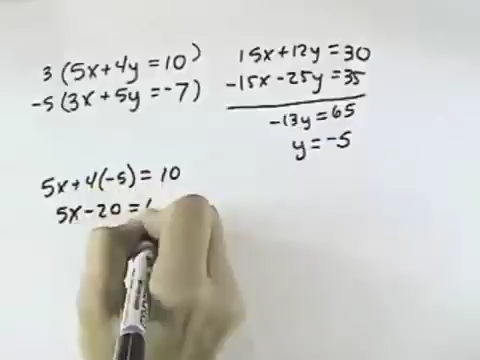 3 (5x+4y=10)
-5(3x+5y=-7)
15x+12y=30
-15x-25y=35
-13y=65
y=-5
5x+4(-5)=10
5x-20=1